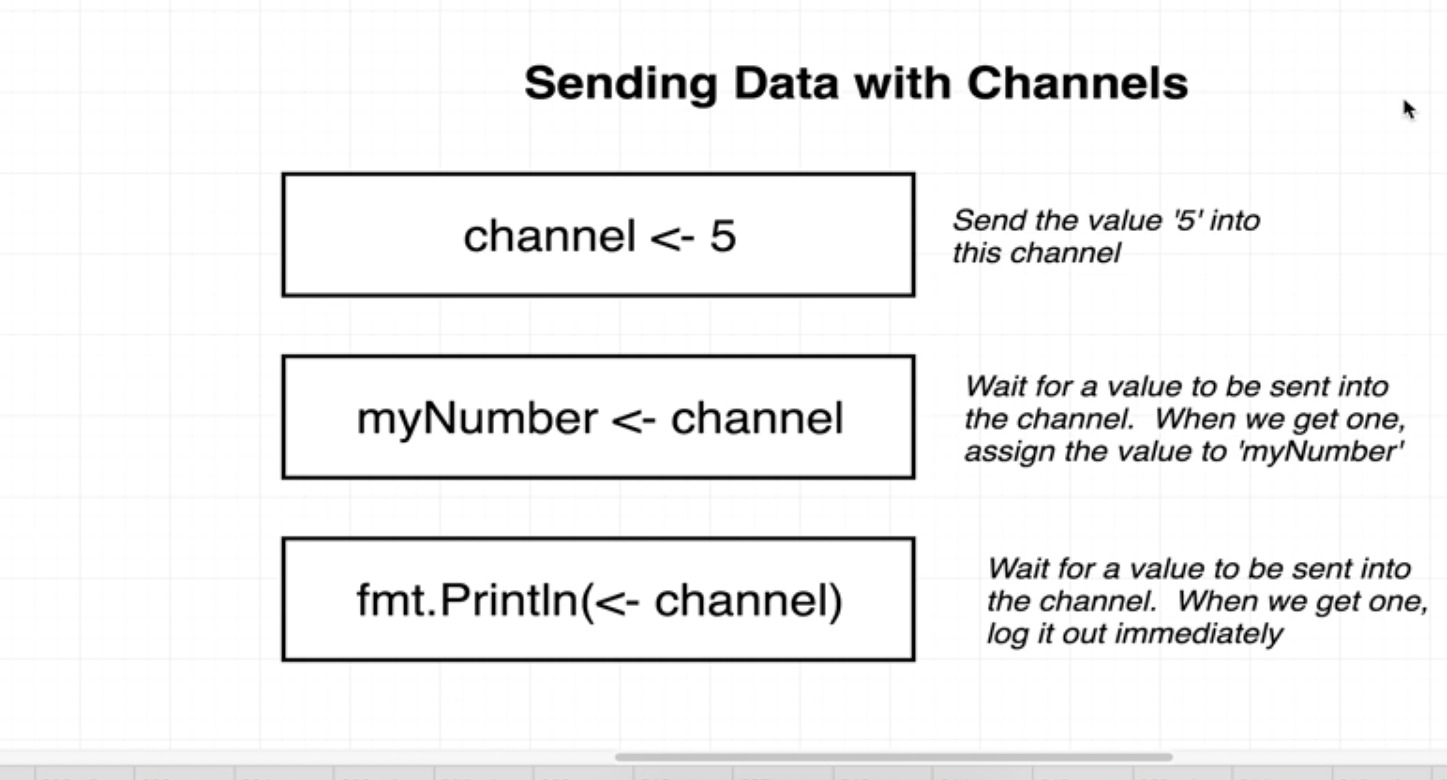 Sending Data with Channels
channel <- 5
Send the value '5' into
this channel
myNumber <- channel
Wait for a value to be sent into
the channel.  When we get one,
assign the value to 'myNumber'
fmt.Println(<- channel)
Wait for a value to be sent into
the channel.  When we get one,
log it out immediately